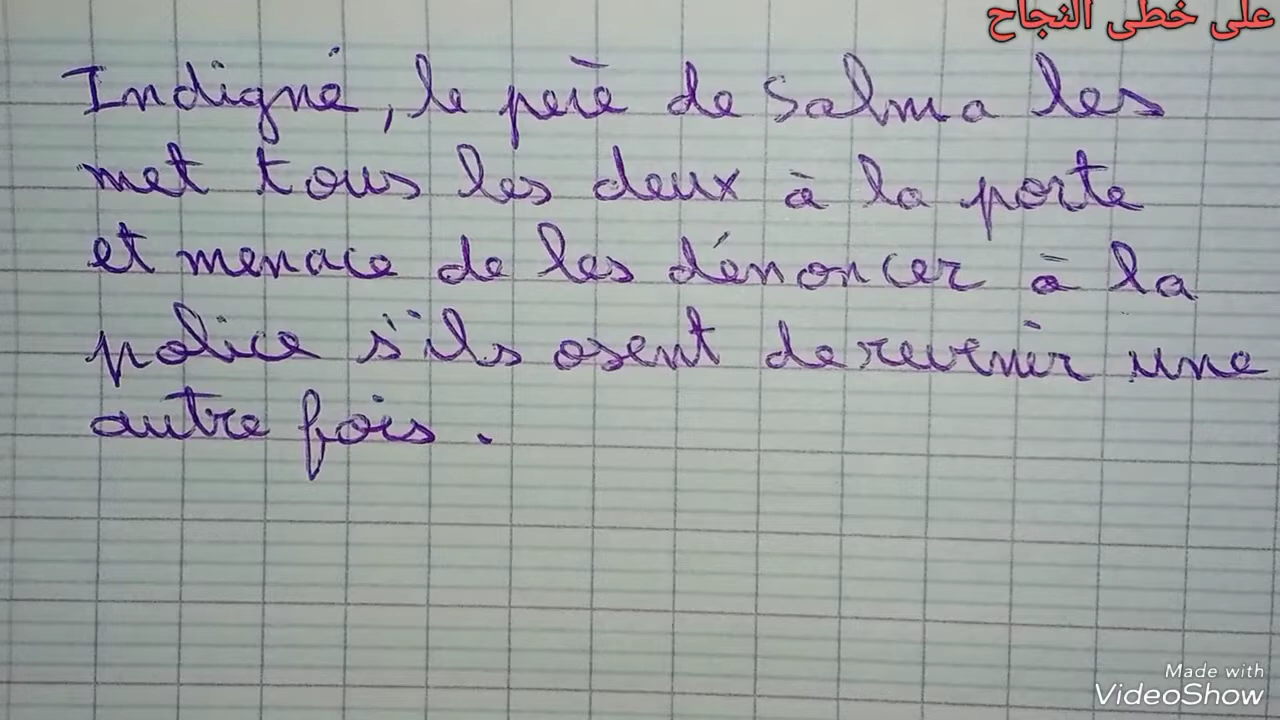 على خطى النجاح
Indigné, le père de Salma les
met tous les deux à la porte
et menace de les dénoncer à la
police s'ils osent de revenir une
autre fois.
Made with
VideoShow